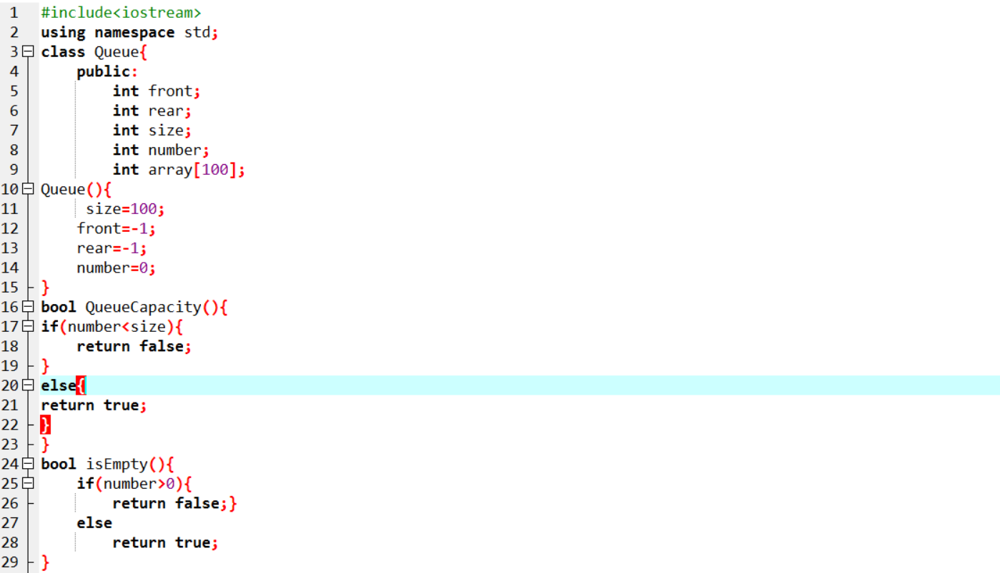 1 #include<iostream>
2 using namespace std;
3 class Queue{
4 public:
5 int front;
6 int rear;
7 int size;
8 int number;
9 int array[100];
10 Queue(){
11 size=100;
12 front=-1;
13 rear=-1;
14 number=0;
15 }
16 bool QueueCapacity(){
17 if(number<size){
18 return false;
19 }
20 else{
21 return true;
22 }
23 }
24 bool isEmpty(){
25 if(number>0){
26 return false;}
27 else
28 return true;
29 }